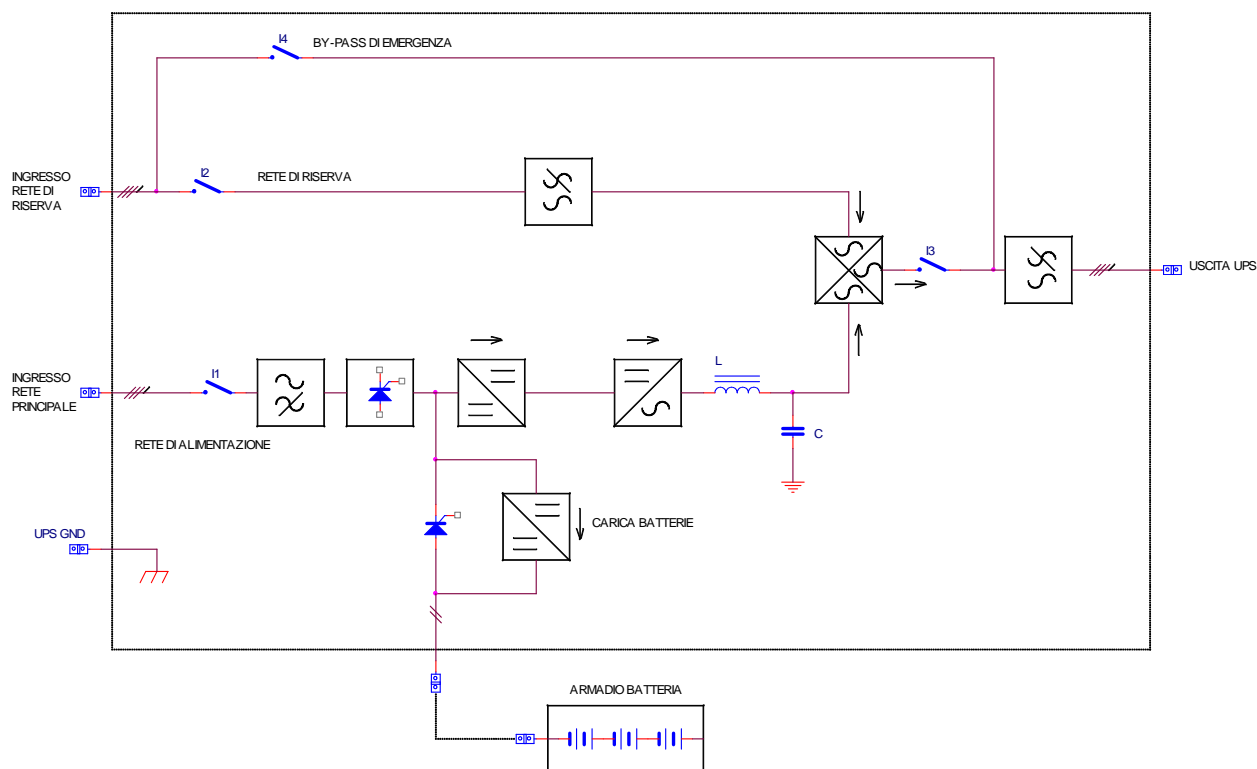 I4
BY-PASS DI EMERGENZA
INGRESSO
RETE DI
RISERVA
I2
RETE DI RISERVA
I3
USCITA UPS
INGRESSO
RETE
PRINCIPALE
I1
L
C
RETE DI ALIMENTAZIONE
CARICA BATTERIE
UPS GND
ARMADIO BATTERIA